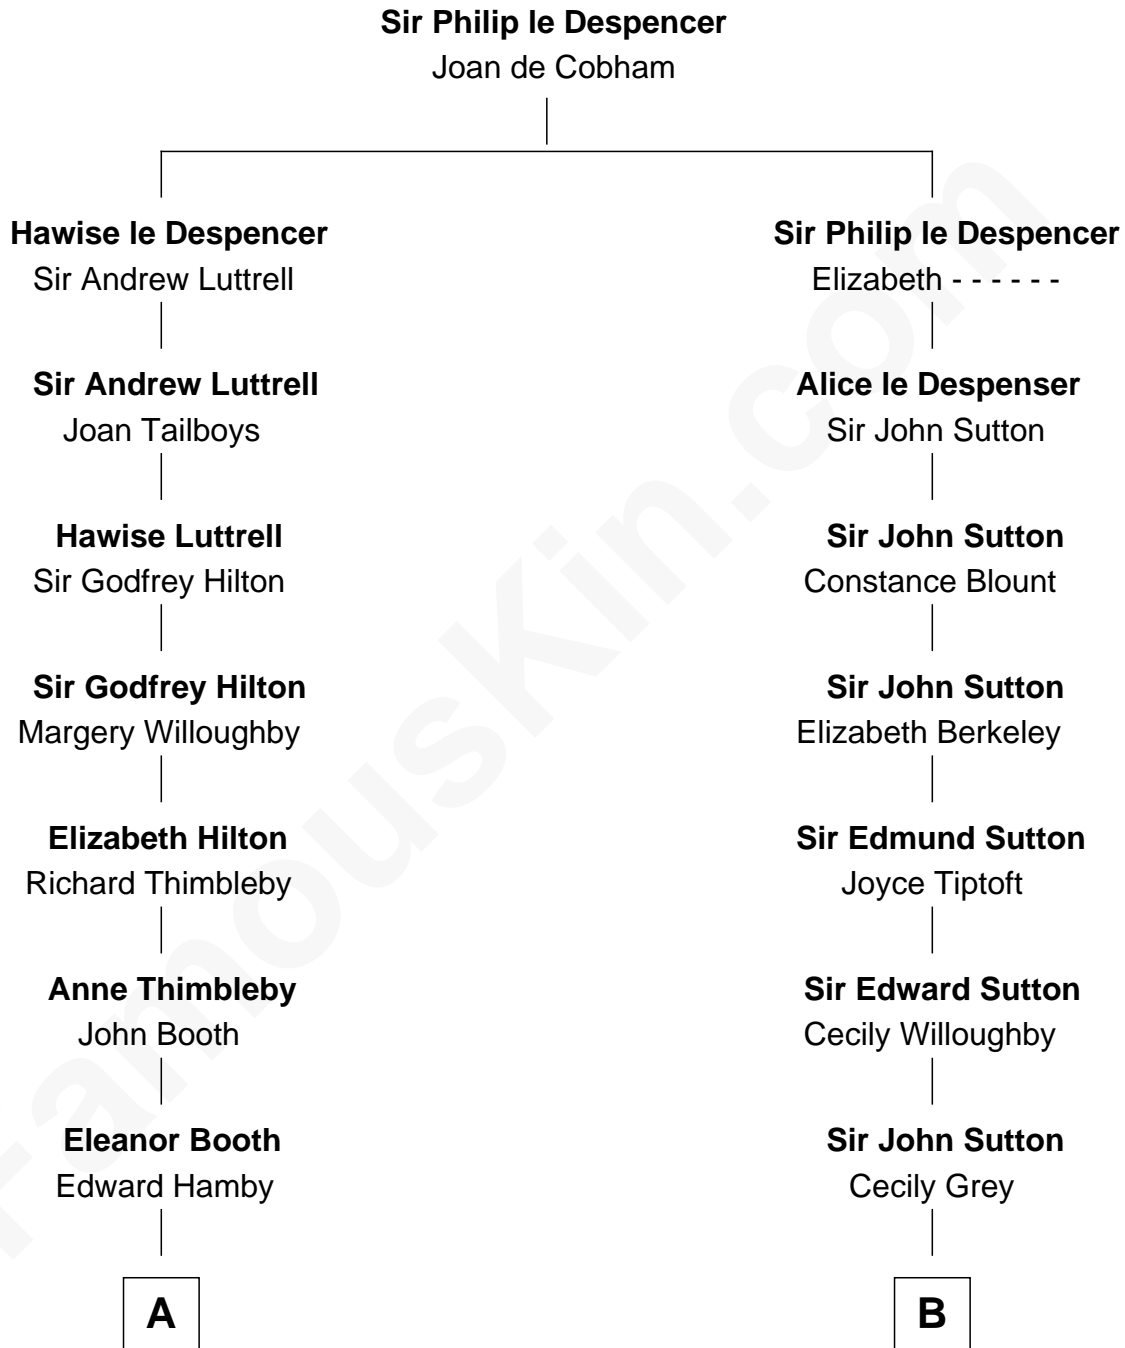 Sir Philip le Despencer
Joan de Cobham
Hawise le Despencer
Sir Andrew Luttrell
Sir Philip le Despencer
Elizabeth - - - - - -
Sir Andrew Luttrell
Joan Tailboys
Alice le Despenser
Sir John Sutton
Hawise Luttrell
Sir Godfrey Hilton
Sir John Sutton
Constance Blount
Sir Godfrey Hilton
Margery Willoughby
Sir John Sutton
Elizabeth Berkeley
Elizabeth Hilton
Richard Thimbleby
Sir Edmund Sutton
Joyce Tiptoft
Anne Thimbleby
John Booth
Sir Edward Sutton
Cecily Willoughby
Eleanor Booth
Edward Hamby
Sir John Sutton
Cecily Grey
A
B
FamousKin.com